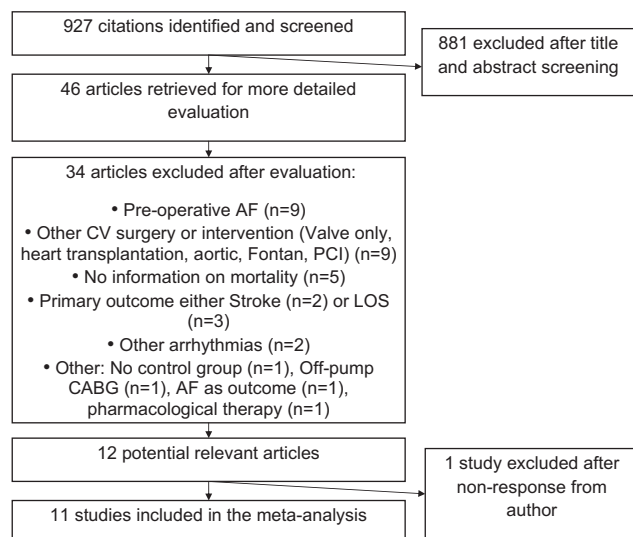 927 citations identified and screened
881 excluded after title
and abstract screening
46 articles retrieved for more detailed
evaluation
34 articles excluded after evaluation:
• Pre-operative AF (n=9)
• Other CV surgery or intervention (Valve only,
heart transplantation, aortic, Fontan, PCI) (n=9)
• No information on mortality (n=5)
• Primary outcome either Stroke (n=2) or LOS
(n=3)
• Other arrhythmias (n=2)
• Other: No control group (n=1), Off-pump
CABG (n=1), AF as outcome (n=1),
pharmacological therapy (n=1)
12 potential relevant articles
1 study excluded after
non-response from
author
11 studies included in the meta-analysis